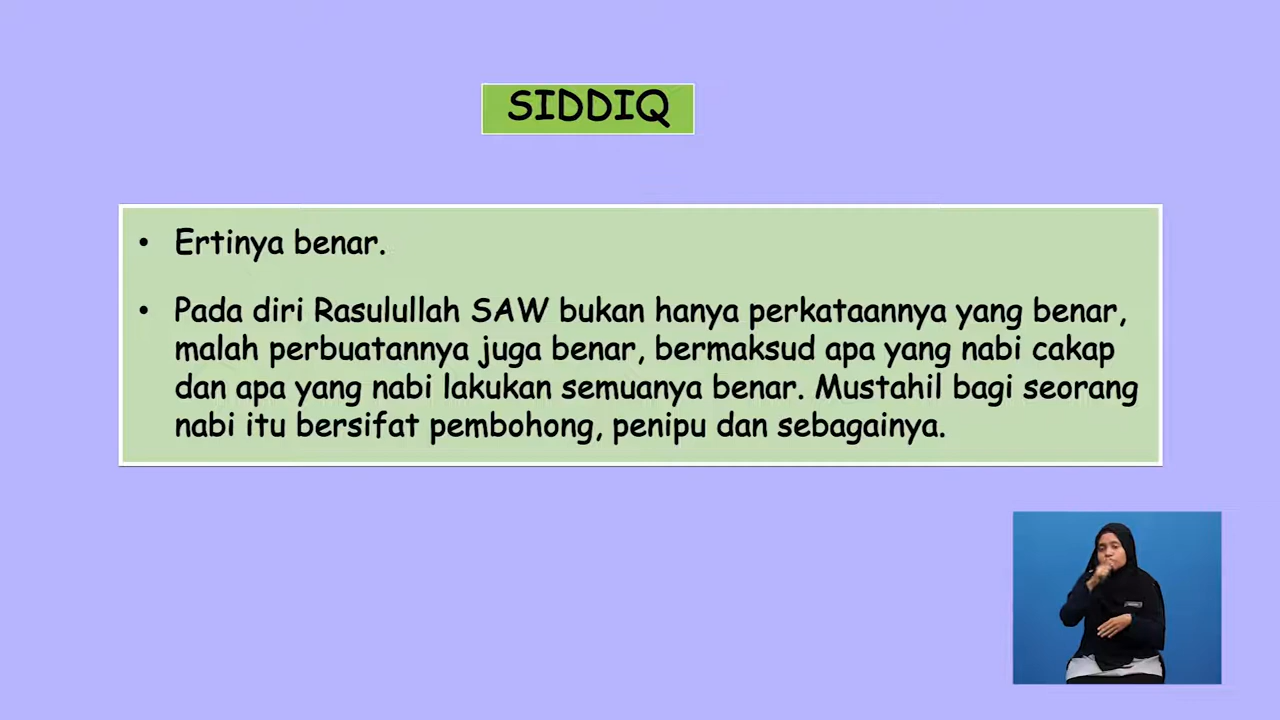 SIDDIQ
• Ertinya benar.
• Pada diri Rasulullah SAW bukan hanya perkataannya yang benar,
malah perbuatannya juga benar, bermaksud apa yang nabi cakap
dan apa yang nabi lakukan semuanya benar. Mustahil bagi seorang
nabi itu bersifat pembohong, penipu dan sebagainya.